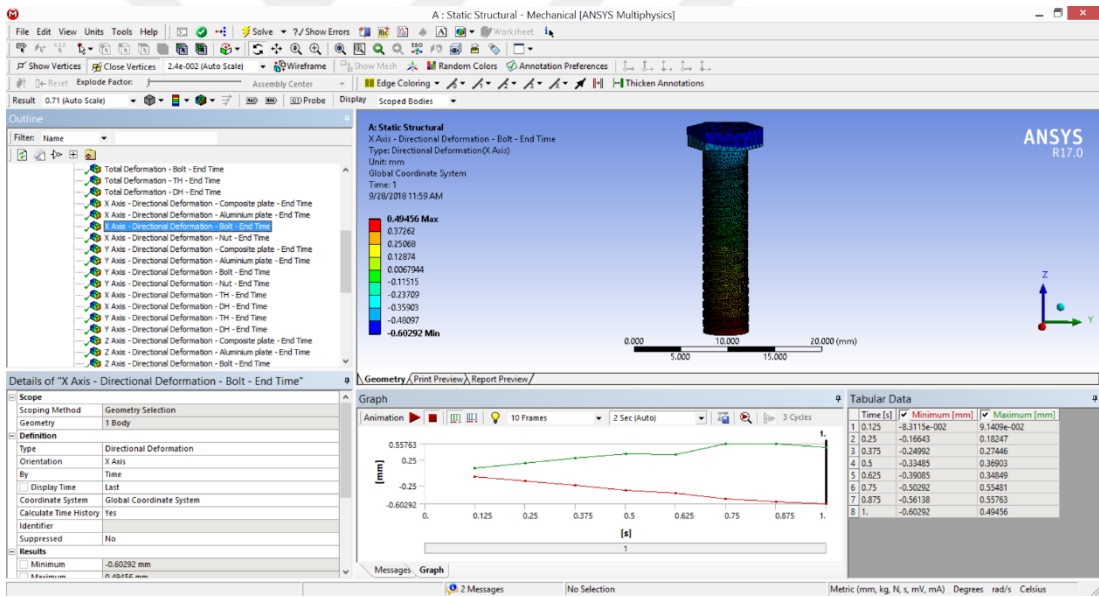 A : Static Structural - Mechanical [ANSYS Multiphysics]
File Edit View Units Tools Help Solve ?/ Show Errors Worksheet
Show Vertices Close Vertices 2.4e-002 (Auto Scale) Wireframe Show Mesh Random Colors Annotation Preferences
Reset Explode Factor: Assembly Center Edge Coloring Thicken Annotations
Result 0.71 (Auto Scale) Probe Display Scoped Bodies
Outline
Filter: Name
Total Deformation - Bolt - End Time
Total Deformation - TH - End Time
Total Deformation - DH - End Time
X Axis - Directional Deformation - Composite plate - End Time
X Axis - Directional Deformation - Aluminium plate - End Time
X Axis - Directional Deformation - Bolt - End Time
X Axis - Directional Deformation - Nut - End Time
Y Axis - Directional Deformation - Composite plate - End Time
Y Axis - Directional Deformation - Aluminium plate - End Time
Y Axis - Directional Deformation - Bolt - End Time
Y Axis - Directional Deformation - Nut - End Time
X Axis - Directional Deformation - TH - End Time
X Axis - Directional Deformation - DH - End Time
Y Axis - Directional Deformation - TH - End Time
Y Axis - Directional Deformation - DH - End Time
Z Axis - Directional Deformation - Composite plate - End Time
Z Axis - Directional Deformation - Aluminium plate - End Time
Z Axis - Directional Deformation - Bolt - End Time
A: Static Structural
X Axis - Directional Deformation - Bolt - End Time
Type: Directional Deformation(X Axis)
Unit: mm
Global Coordinate System
Time: 1
9/28/2018 11:59 AM
0.49456 Max
0.37262
0.25068
0.12874
0.0067944
-0.11515
-0.23709
-0.35903
-0.48097
-0.60292 Min
ANSYS
R17.0
Z
Y
0.000 10.000 20.000 (mm)
5.000 15.000
Geometry Print Preview Report Preview
Details of "X Axis - Directional Deformation - Bolt - End Time"
Scope
Scoping Method Geometry Selection
Geometry 1 Body
Definition
Type Directional Deformation
Orientation X Axis
By Time
Display Time Last
Coordinate System Global Coordinate System
Calculate Time History Yes
Identifier
Suppressed No
Results
Minimum -0.60292 mm
Maximum 0.49456 mm
Graph
Animation 10 Frames 2 Sec (Auto) 3 Cycles
1.
0.55763
0.25
-0.25
-0.60292
[mm]
0. 0.125 0.25 0.375 0.5 0.625 0.75 0.875 1.
[s]
1
Messages Graph
Tabular Data
Time [s] Minimum [mm] Maximum [mm]
1 0.125 -8.3115e-002 9.1409e-002
2 0.25 -0.16643 0.18247
3 0.375 -0.24992 0.27446
4 0.5 -0.33485 0.36903
5 0.625 -0.39085 0.34849
6 0.75 -0.50292 0.55481
7 0.875 -0.56138 0.55763
8 1. -0.60292 0.49456
2 Messages No Selection Metric (mm, kg, N, s, mV, mA) Degrees rad/s Celsius